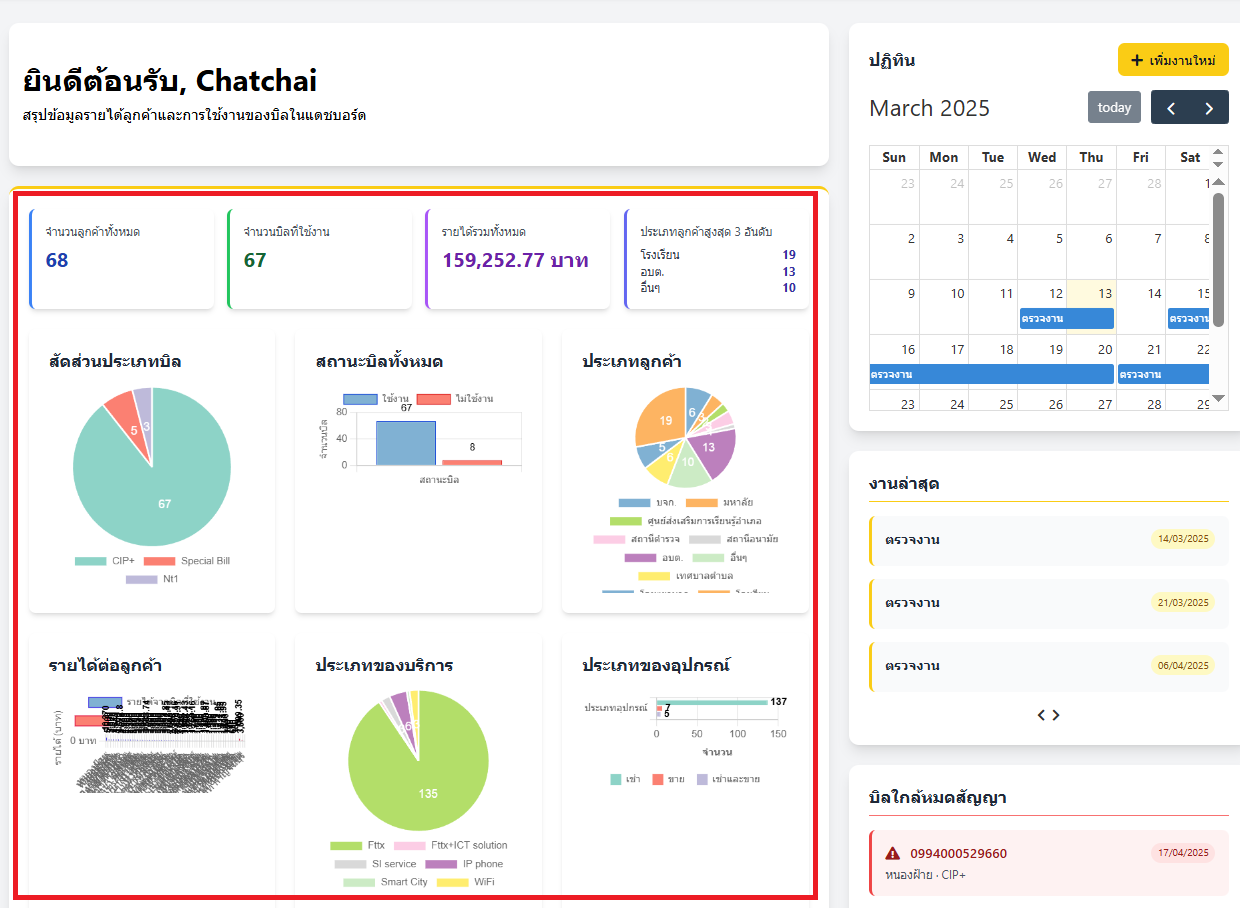 ยินดีต้อนรับ, Chatchai
สรุปข้อมูลรายได้ลูกค้าและการใช้งานของบิลในแดชบอร์ด
จำนวนลูกค้าทั้งหมด
68
จำนวนบิลที่ใช้งาน
67
รายได้รวมทั้งหมด
159,252.77 บาท
ประเภทลูกค้าสูงสุด 3 อันดับ
โรงเรียน 19
อบต. 13
อื่นๆ 10
สัดส่วนประเภทบิล
5 3
67
CIP+ Special Bill
Nt1
สถานะบิลทั้งหมด
ใช้งาน ไม่ใช้งาน
67
80
40
0
8
จำนวนบิล
สถานะบิล
ประเภทลูกค้า
19 6
5 13
10
บจก. มหาลัย
ศูนย์ส่งเสริมการเรียนรู้อำเภอ
สถานีตำรวจ สถานีอนามัย
อบต. อื่นๆ
เทศบาลตำบล
รายได้ต่อลูกค้า
รายได้ (บาท)
0 บาท
ประเภทของบริการ
6
135
Fttx Fttx+ICT solution
SI service IP phone
Smart City WiFi
ประเภทของอุปกรณ์
ประเภทอุปกรณ์
137
7
5
0 50 100 150
จำนวน
เช่า ขาย เช่าและขาย
ปฏิทิน
+ เพิ่มงานใหม่
March 2025
today
Sun Mon Tue Wed Thu Fri Sat
23 24 25 26 27 28 1
2 3 4 5 6 7 8
9 10 11 12 13 14 15
ตรวจงาน ตรวจงาน
16 17 18 19 20 21 22
ตรวจงาน ตรวจงาน
23 24 25 26 27 28 29
งานล่าสุด
ตรวจงาน 14/03/2025
ตรวจงาน 21/03/2025
ตรวจงาน 06/04/2025
บิลใกล้หมดสัญญา
0994000529660 17/04/2025
หนองฝ้าย · CIP+